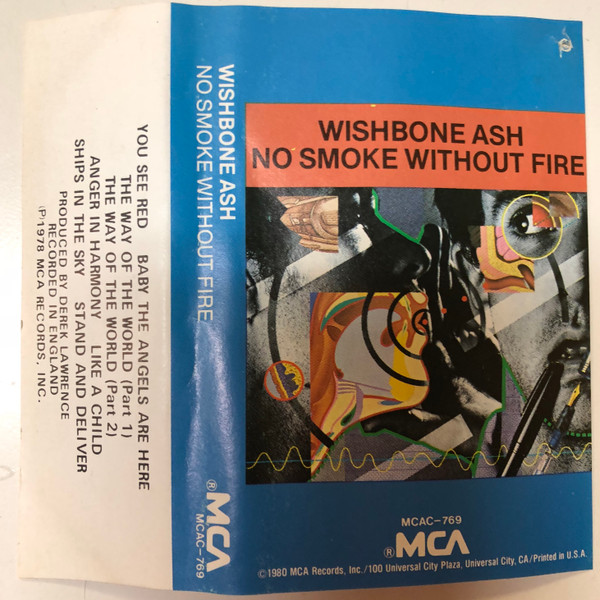 YOU SEE RED BABY THE ANGELS ARE HERE
THE WAY OF THE WORLD (Part 1)
THE WAY OF THE WORLD (Part 2)
ANGER IN HARMONY LIKE A CHILD
SHIPS IN THE SKY STAND AND DELIVER
PRODUCED BY DEREK LAWRENCE
RECORDED IN ENGLAND
(P)1978 MCA RECORDS, INC.
WISHBONE ASH
NO SMOKE WITHOUT FIRE
®MCA
MCAC-769
WISHBONE ASH
NO SMOKE WITHOUT FIRE
MCAC-769
®MCA
©1980 MCA Records, Inc./100 Universal City Plaza, Universal City, CA/Printed in U.S.A.